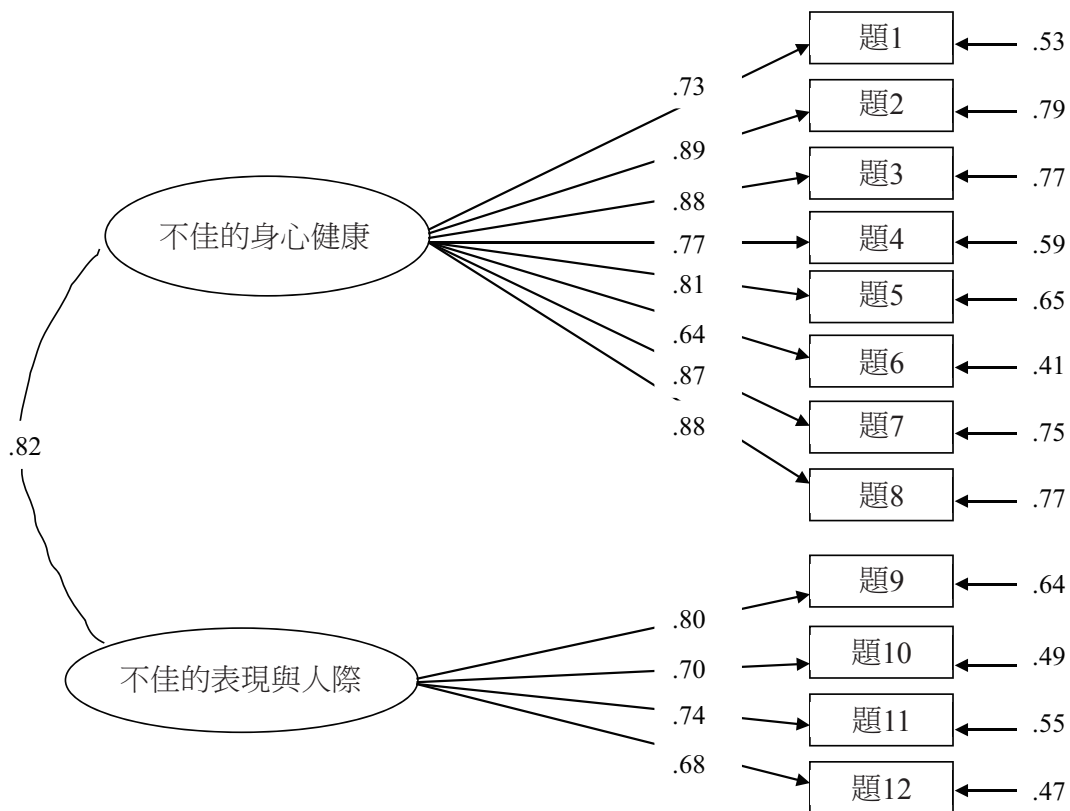 題1
.53
.73
題2
.79
.89
題3
.77
.88
不佳的身心健康
.77
題4
.59
.81
題5
.65
.64
題6
.41
.87
題7
.75
.88
.82
題8
.77
題9
.64
.80
題10
.49
.70
不佳的表現與人際
.74
題11
.55
.68
題12
.47